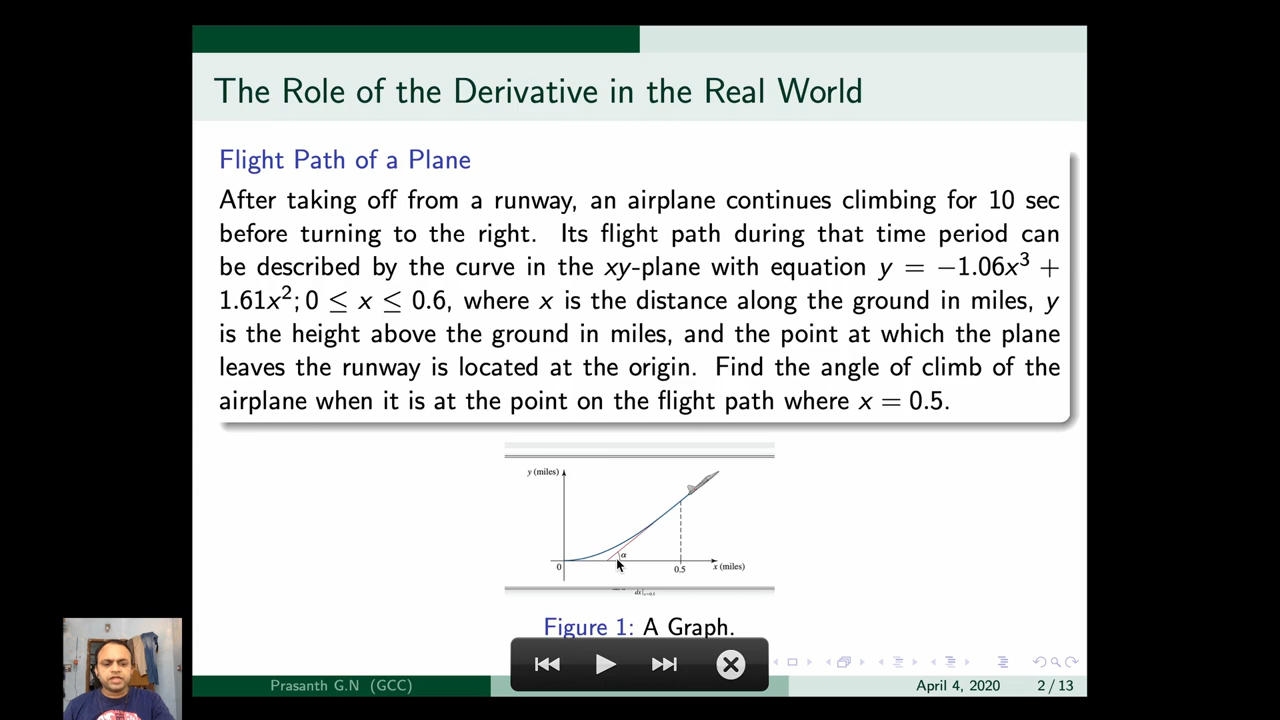 The Role of the Derivative in the Real World
Flight Path of a Plane
After taking off from a runway, an airplane continues climbing for 10 sec
before turning to the right. Its flight path during that time period can
be described by the curve in the xy-plane with equation y = −1.06x³ +
1.61x²; 0 ≤ x ≤ 0.6, where x is the distance along the ground in miles, y
is the height above the ground in miles, and the point at which the plane
leaves the runway is located at the origin. Find the angle of climb of the
airplane when it is at the point on the flight path where x = 0.5.
y (miles)
α
0
0.5
x (miles)
Figure 1: A Graph.
Prasanth G.N (GCC)
April 4, 2020
2 / 13